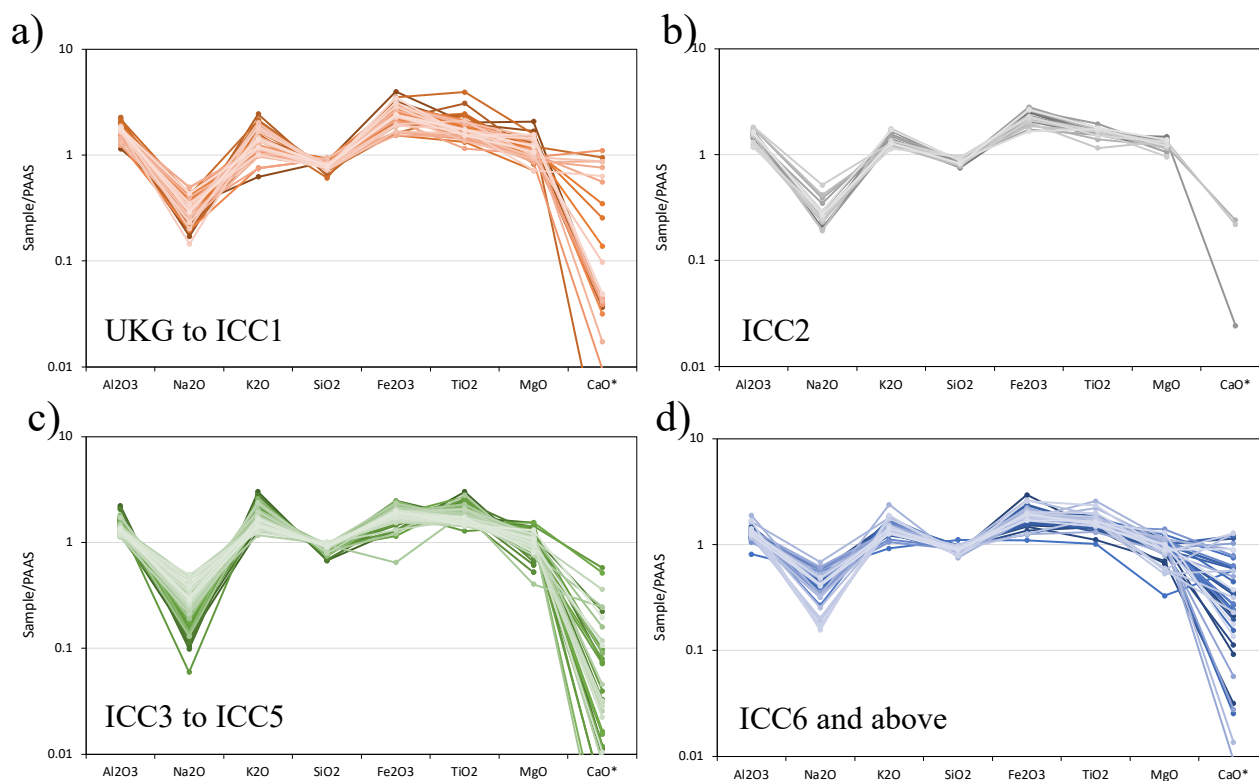 a)
10
1
0.1
0.01
Sample/PAAS
UKG to ICC1
Al2O3 Na2O K2O SiO2 Fe2O3 TiO2 MgO CaO*
b)
10
1
0.1
0.01
Sample/PAAS
ICC2
Al2O3 Na2O K2O SiO2 Fe2O3 TiO2 MgO CaO*
c)
10
1
0.1
0.01
Sample/PAAS
ICC3 to ICC5
Al2O3 Na2O K2O SiO2 Fe2O3 TiO2 MgO CaO*
d)
10
1
0.1
0.01
Sample/PAAS
ICC6 and above
Al2O3 Na2O K2O SiO2 Fe2O3 TiO2 MgO CaO*